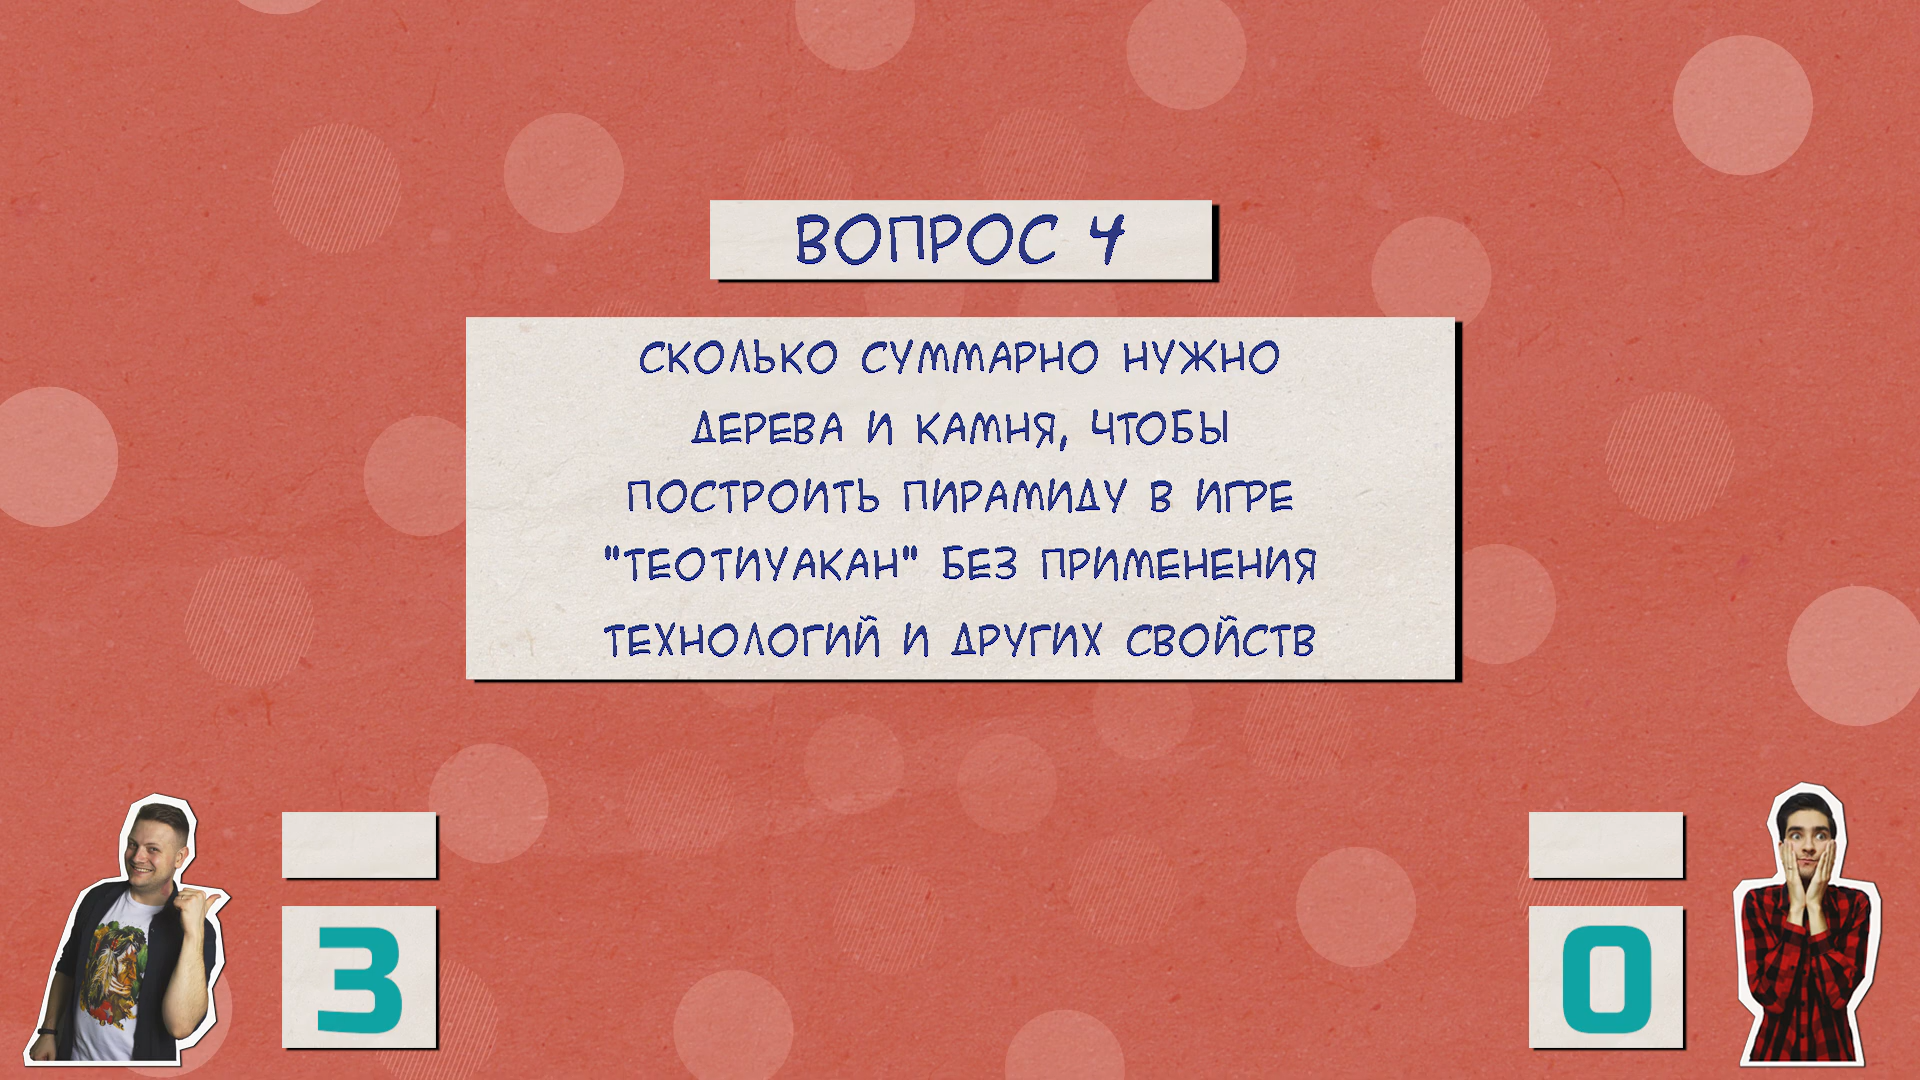 ВОПРОС 4
СКОЛЬКО СУММАРНО НУЖНО
ДЕРЕВА И КАМНЯ, ЧТОБЫ
ПОСТРОИТЬ ПИРАМИДУ В ИГРЕ
"ТЕОТИУАКАН" БЕЗ ПРИМЕНЕНИЯ
ТЕХНОЛОГИЙ И ДРУГИХ СВОЙСТВ
3
0